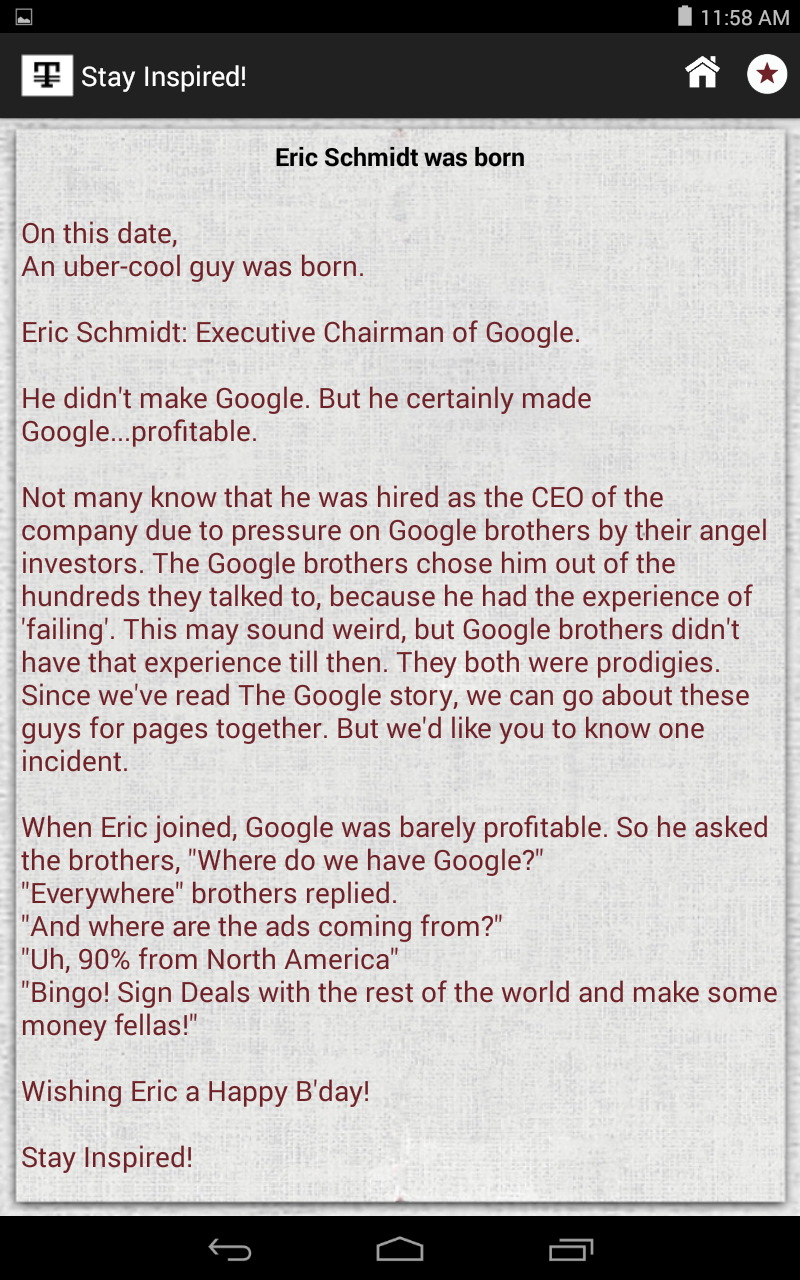 11:58 AM
Stay Inspired!
Eric Schmidt was born
On this date,
An uber-cool guy was born.
Eric Schmidt: Executive Chairman of Google.
He didn't make Google. But he certainly made
Google...profitable.
Not many know that he was hired as the CEO of the
company due to pressure on Google brothers by their angel
investors. The Google brothers chose him out of the
hundreds they talked to, because he had the experience of
'failing'. This may sound weird, but Google brothers didn't
have that experience till then. They both were prodigies.
Since we've read The Google story, we can go about these
guys for pages together. But we'd like you to know one
incident.
When Eric joined, Google was barely profitable. So he asked
the brothers, "Where do we have Google?"
"Everywhere" brothers replied.
"And where are the ads coming from?"
"Uh, 90% from North America"
"Bingo! Sign Deals with the rest of the world and make some
money fellas!"
Wishing Eric a Happy B'day!
Stay Inspired!